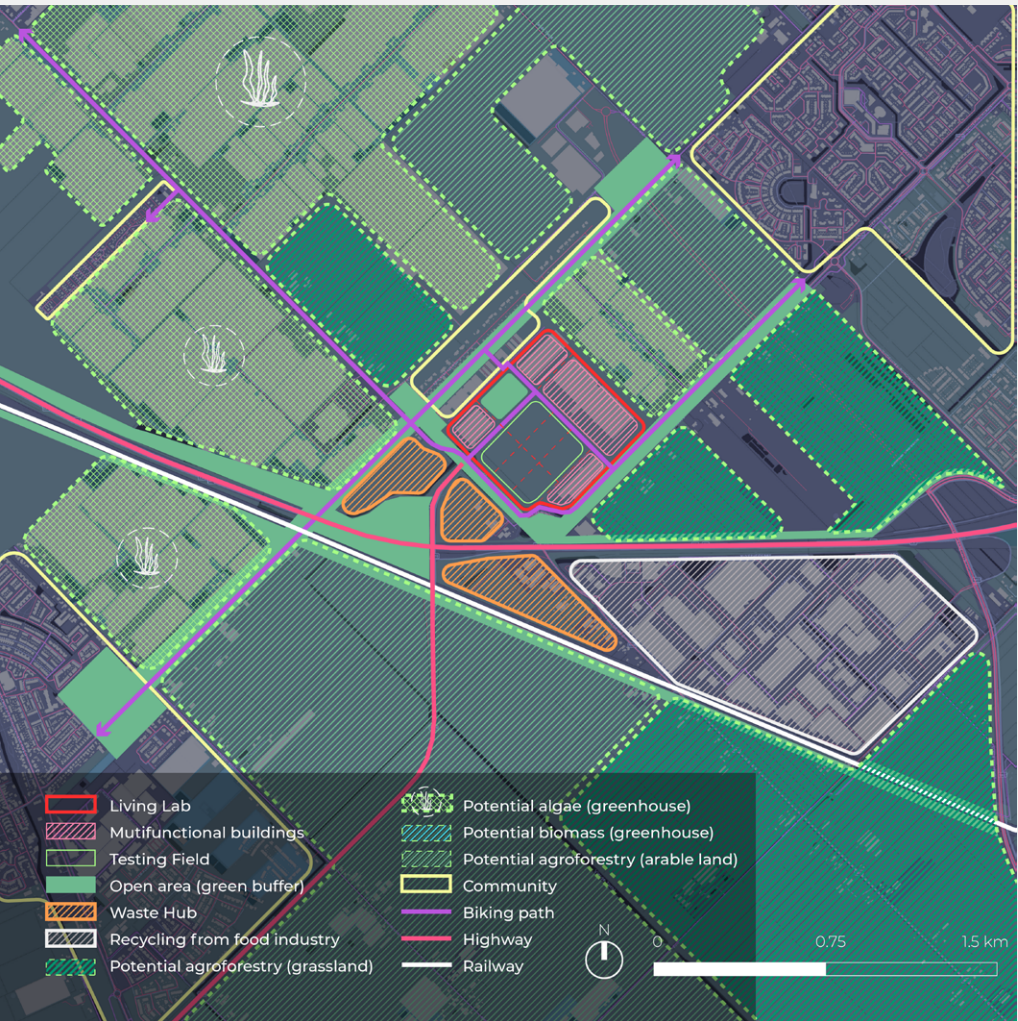 Living Lab
Mutifunctional buildings
Testing Field
Open area (green buffer)
Waste Hub
Recycling from food industry
Potential agroforestry (grassland)
Potential algae (greenhouse)
Potential biomass (greenhouse)
Potential agroforestry (arable land)
Community
Biking path
Highway
Railway
N
0 0.75 1.5 km